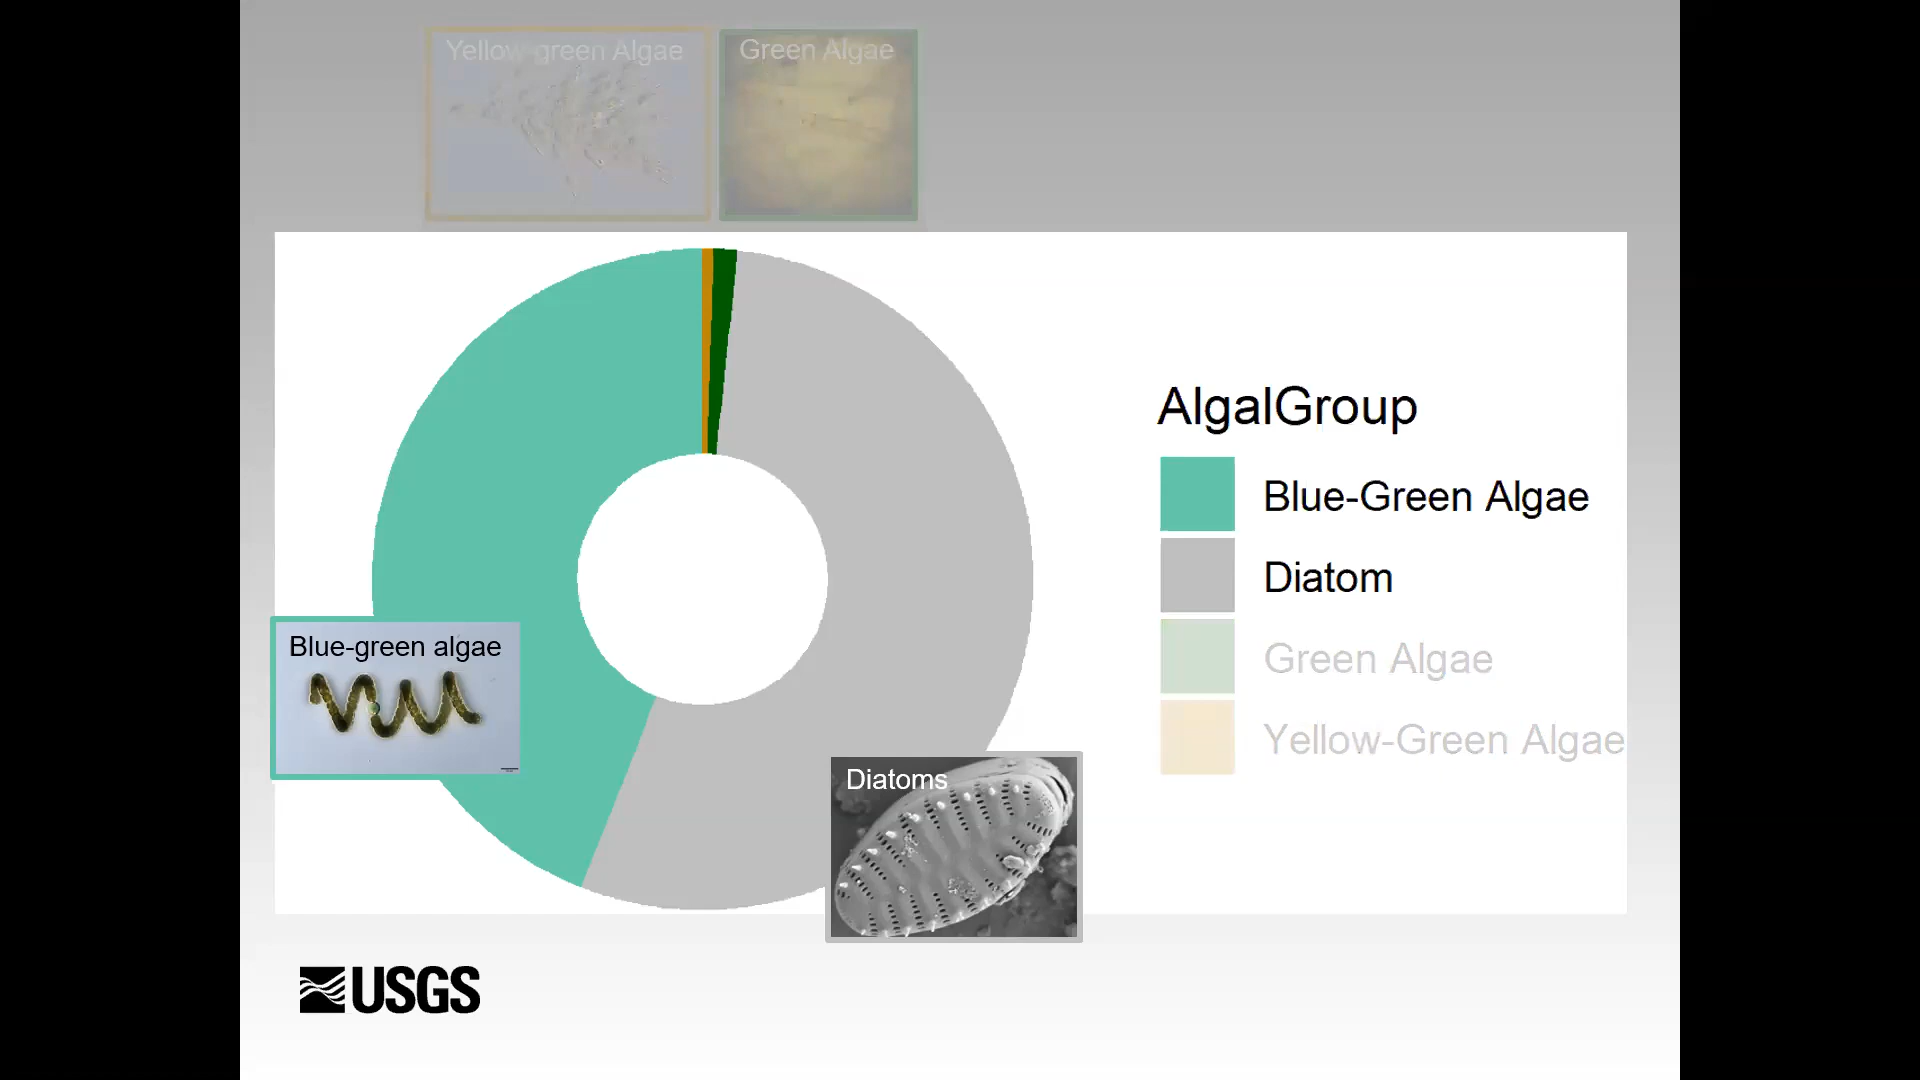 Yellow-green Algae
Green Algae
AlgalGroup
Blue-Green Algae
Diatom
Green Algae
Yellow-Green Algae
Blue-green algae
Diatoms
USGS